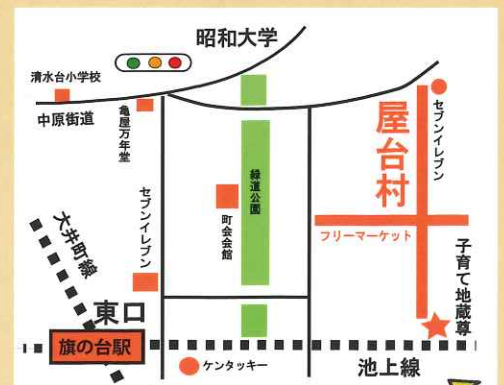 昭和大学
清水台小学校
中原街道
亀屋万年堂
セブンイレブン
屋台村
緑道公園
セブンイレブン
町会会館
フリーマーケット
大井町線
子育て地蔵尊
東口
旗の台駅
ケンタッキー
池上線